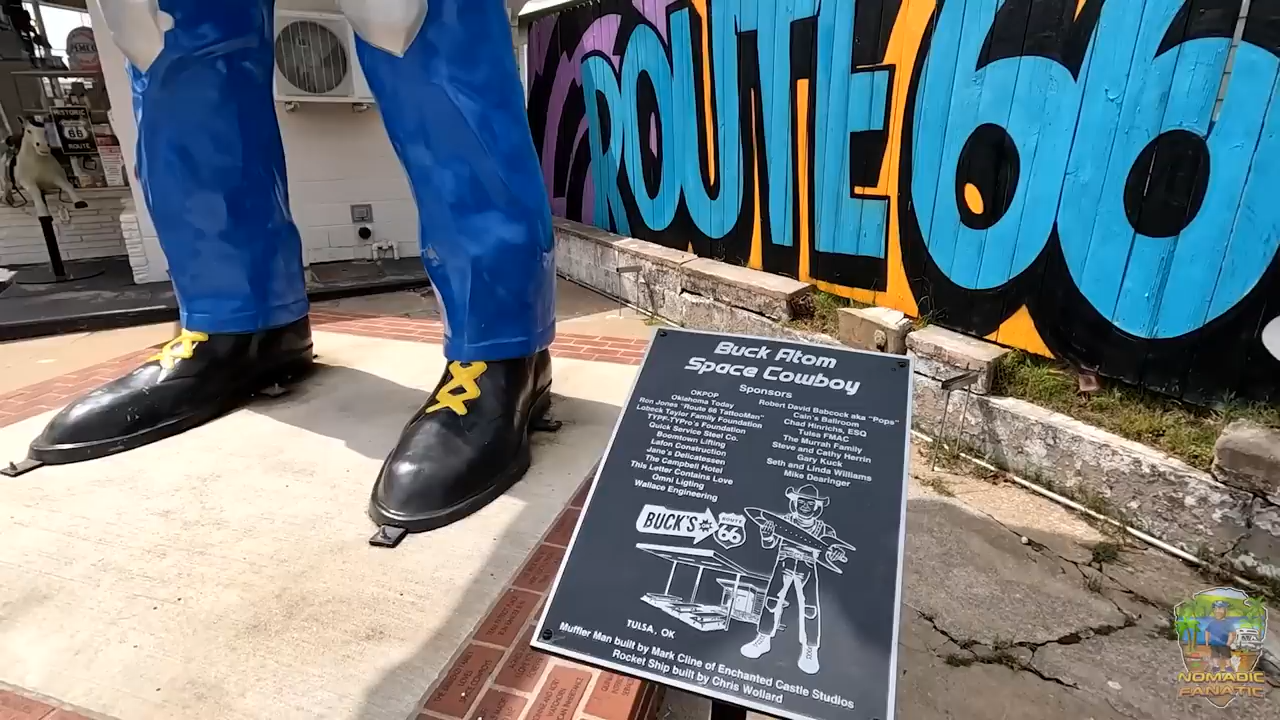 HISTORIC
66
ROUTE
ROUTE 66
Buck Atom
Space Cowboy
Sponsors
OKPOP
Oklahoma Today
Ron Jones "Route 66 TattooMan"
Lobeck Taylor Family Foundation
TYPF-TYPro's Foundation
Quick Service Steel Co.
Boomtown Lifting
Lafon Construction
Jane's Delicatessen
The Campbell Hotel
This Letter Contains Love
Omni Ligting
Wallace Engineering
Robert David Babcock aka "Pops"
Cain's Ballroom
Chad Hinrichs, ESQ
Tulsa FMAC
The Murrah Family
Steve and Cathy Herrin
Gary Kuck
Seth and Linda Williams
Mike Dearinger
BUCK'S ON
ROUTE
66
TULSA, OK
Muffler Man built by Mark Cline of Enchanted Castle Studios
Rocket Ship built by Chris Wollard
NOMADIC
FANATIC